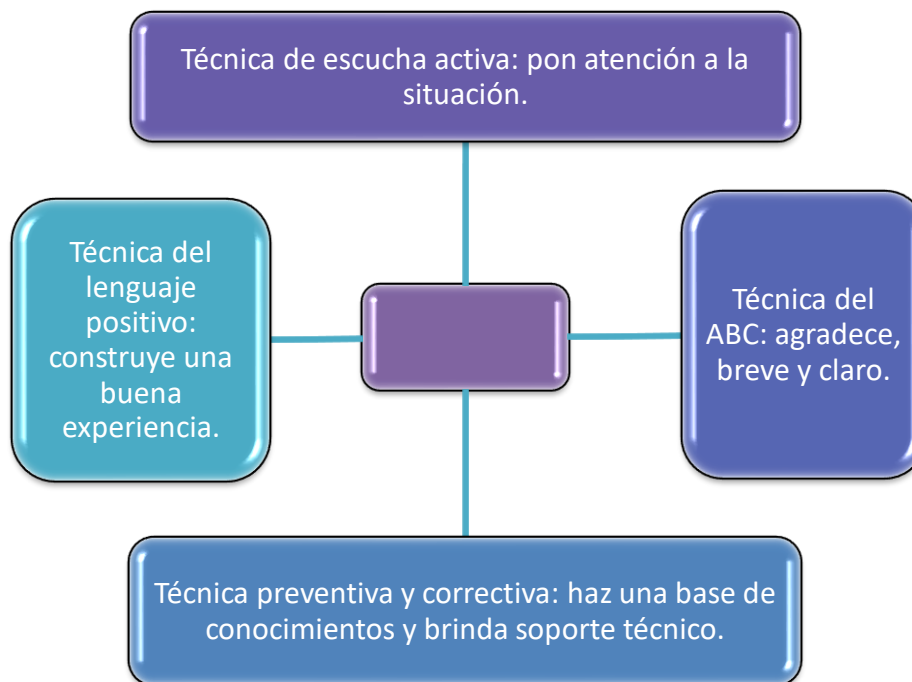 Técnica de escucha activa: pon atención a la
situación.
Técnica del
lenguaje
positivo:
construye una
buena
experiencia.
Técnica del
ABC: agradece,
breve y claro.
Técnica preventiva y correctiva: haz una base de
conocimientos y brinda soporte técnico.